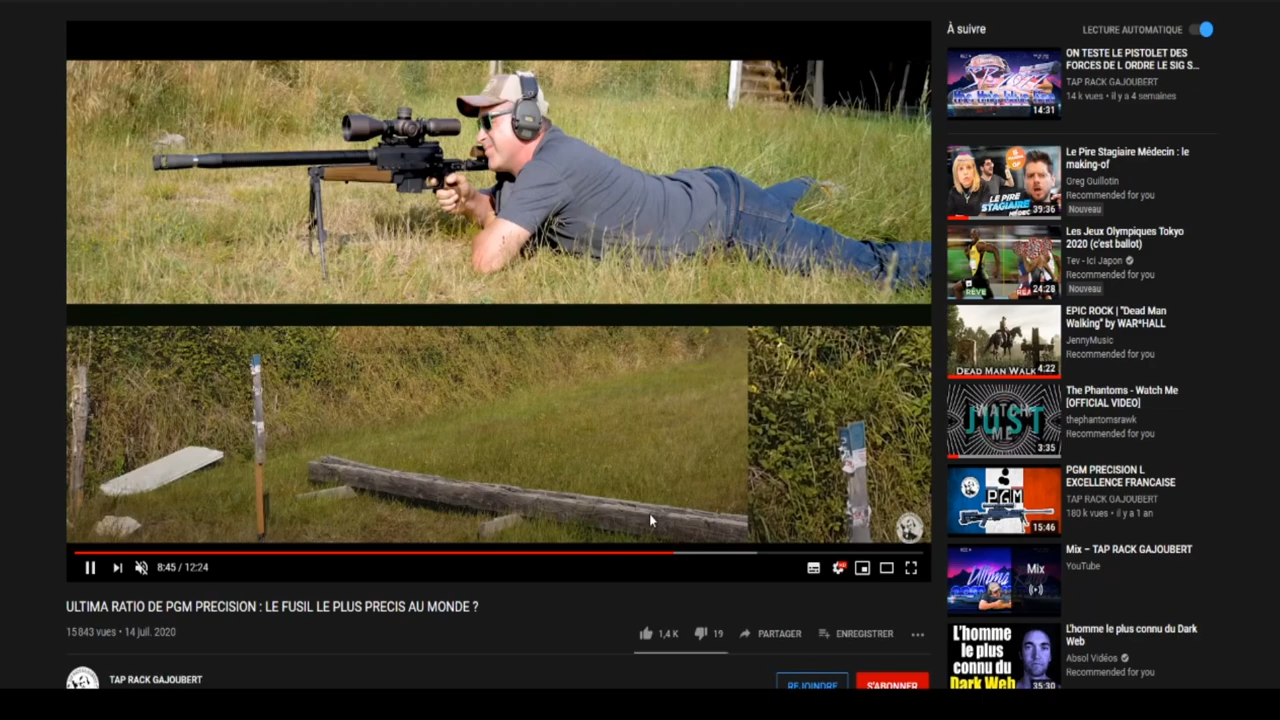 À suivre
LECTURE AUTOMATIQUE
ON TESTE LE PISTOLET DES
FORCES DE L ORDRE LE SIG S...
TAP RACK GAJOUBERT
14 k vues • il y a 4 semaines
14:31
Le Pire Stagiaire Médecin : le
making-of
Greg Guillotin
Recommended for you
Nouveau
LE PIRE
STAGIAIRE
39:36
Les Jeux Olympiques Tokyo
2020 (c'est ballot)
Tev - Ici Japon
Recommended for you
Nouveau
RÊVE
24:28
EPIC ROCK | "Dead Man
Walking" by WAR*HALL
JennyMusic
Recommended for you
DEAD MAN WALK
4:22
The Phantoms - Watch Me
[OFFICIAL VIDEO]
thephantomsrawk
Recommended for you
WATCH
JUST
ME
3:35
PGM PRECISION L
EXCELLENCE FRANCAISE
TAP RACK GAJOUBERT
180 k vues • il y a 1 an
PGM
15:46
Mix – TAP RACK GAJOUBERT
YouTube
Mix
L'homme le plus connu du Dark
Web
Absol Vidéos
Recommended for you
L'homme
le plus
connu du
Dark Web
35:30
8:45 / 12:24
HD
ULTIMA RATIO DE PGM PRECISION : LE FUSIL LE PLUS PRECIS AU MONDE ?
15 843 vues • 14 juil. 2020
1,4 K
19
PARTAGER
ENREGISTRER
TAP RACK GAJOUBERT
REJOINDRE
S'ABONNER